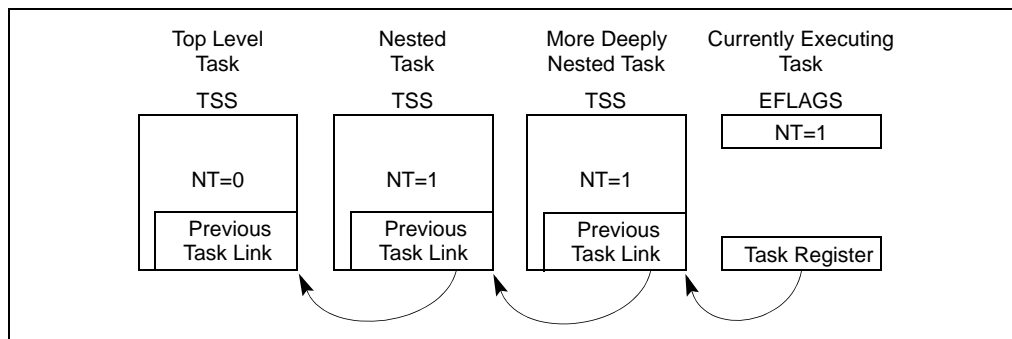 Top Level
Task
Nested
Task
More Deeply
Nested Task
Currently Executing
Task
TSS
TSS
TSS
EFLAGS
NT=1
NT=0
NT=1
NT=1
Previous
Task Link
Previous
Task Link
Previous
Task Link
Task Register